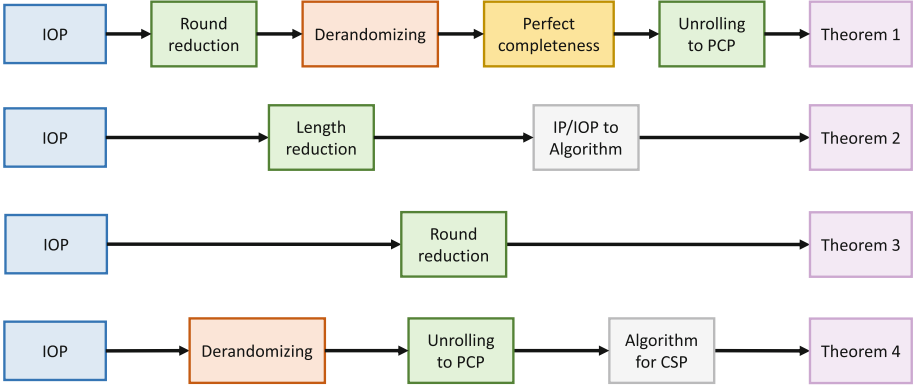 IOP
Round
reduction
Derandomizing
Perfect
completeness
Unrolling
to PCP
Theorem 1
IOP
Length
reduction
IP/IOP to
Algorithm
Theorem 2
IOP
Round
reduction
Theorem 3
IOP
Derandomizing
Unrolling
to PCP
Algorithm
for CSP
Theorem 4